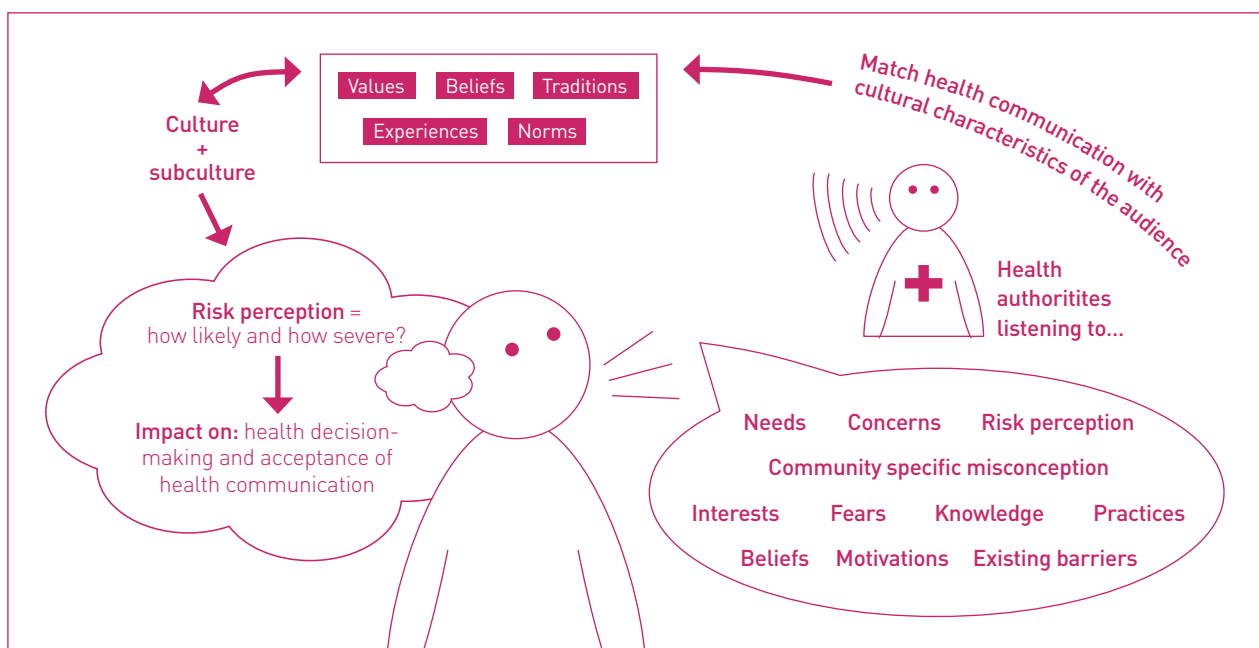 Values Beliefs Traditions
Experiences Norms
Culture
+
subculture
Match health communication with
cultural characteristics of the audience
Health
authoritites
listening to...
Risk perception =
how likely and how severe?
Impact on: health decision-
making and acceptance of
health communication
Needs Concerns Risk perception
Community specific misconception
Interests Fears Knowledge Practices
Beliefs Motivations Existing barriers